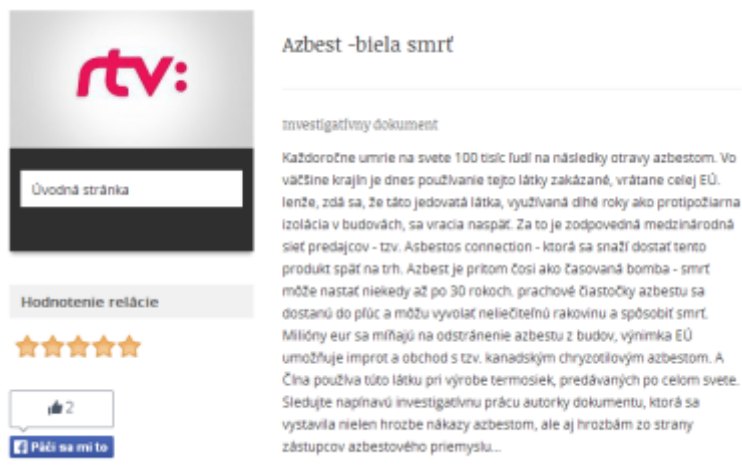 rtv:
Úvodná stránka
Hodnotenie relácie
2
Páči sa mi to
Azbest -biela smrť
Investigatívny dokument
Každoročne umrie na svete 100 tisíc ľudí na následky otravy azbestom. Vo
väčšine krajín je dnes používanie tejto látky zakázané, vrátane celej EÚ.
lenže, zdá sa, že táto jedovatá látka, využívaná dlhé roky ako protipožiarna
izolácia v budovách, sa vracia naspäť. Za to je zodpovedná medzinárodná
sieť predajcov - tzv. Asbestos connection - ktorá sa snaží dostať tento
produkt späť na trh. Azbest je pritom čosi ako časovaná bomba - smrť
môže nastať niekedy až po 30 rokoch. prachové čiastočky azbestu sa
dostanú do pľúc a môžu vyvolať neliečiteľnú rakovinu a spôsobiť smrť.
Milióny eur sa míňajú na odstránenie azbestu z budov, výnimka EÚ
umožňuje improt a obchod s tzv. kanadským chryzotilovým azbestom. A
Čína používa túto látku pri výrobe termosiek, predávaných po celom svete.
Sledujte napínavú investigatívnu prácu autorky dokumentu, ktorá sa
vystavila nielen hrozbe nákazy azbestom, ale aj hrozbám zo strany
zástupcov azbestového priemyslu...